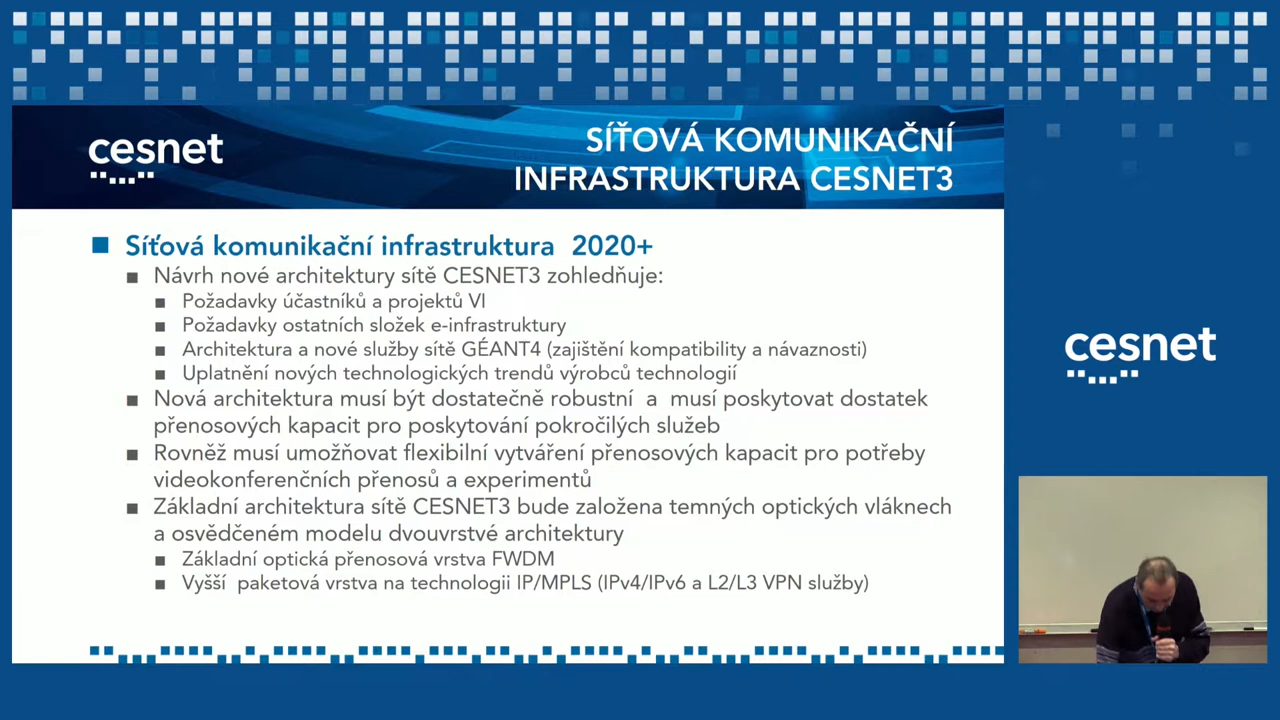 cesnet
SÍŤOVÁ KOMUNIKAČNÍ
INFRASTRUKTURA CESNET3
Síťová komunikační infrastruktura 2020+
Návrh nové architektury sítě CESNET3 zohledňuje:
Požadavky účastníků a projektů VI
Požadavky ostatních složek e-infrastruktury
Architektura a nové služby sítě GÉANT4 (zajištění kompatibility a návaznosti)
Uplatnění nových technologických trendů výrobců technologií
Nová architektura musí být dostatečně robustní a musí poskytovat dostatek
přenosových kapacit pro poskytování pokročilých služeb
Rovněž musí umožňovat flexibilní vytváření přenosových kapacit pro potřeby
videokonferenčních přenosů a experimentů
Základní architektura sítě CESNET3 bude založena temných optických vláknech
a osvědčeném modelu dvouvrstvé architektury
Základní optická přenosová vrstva FWDM
Vyšší paketová vrstva na technologii IP/MPLS (IPv4/IPv6 a L2/L3 VPN služby)
cesnet